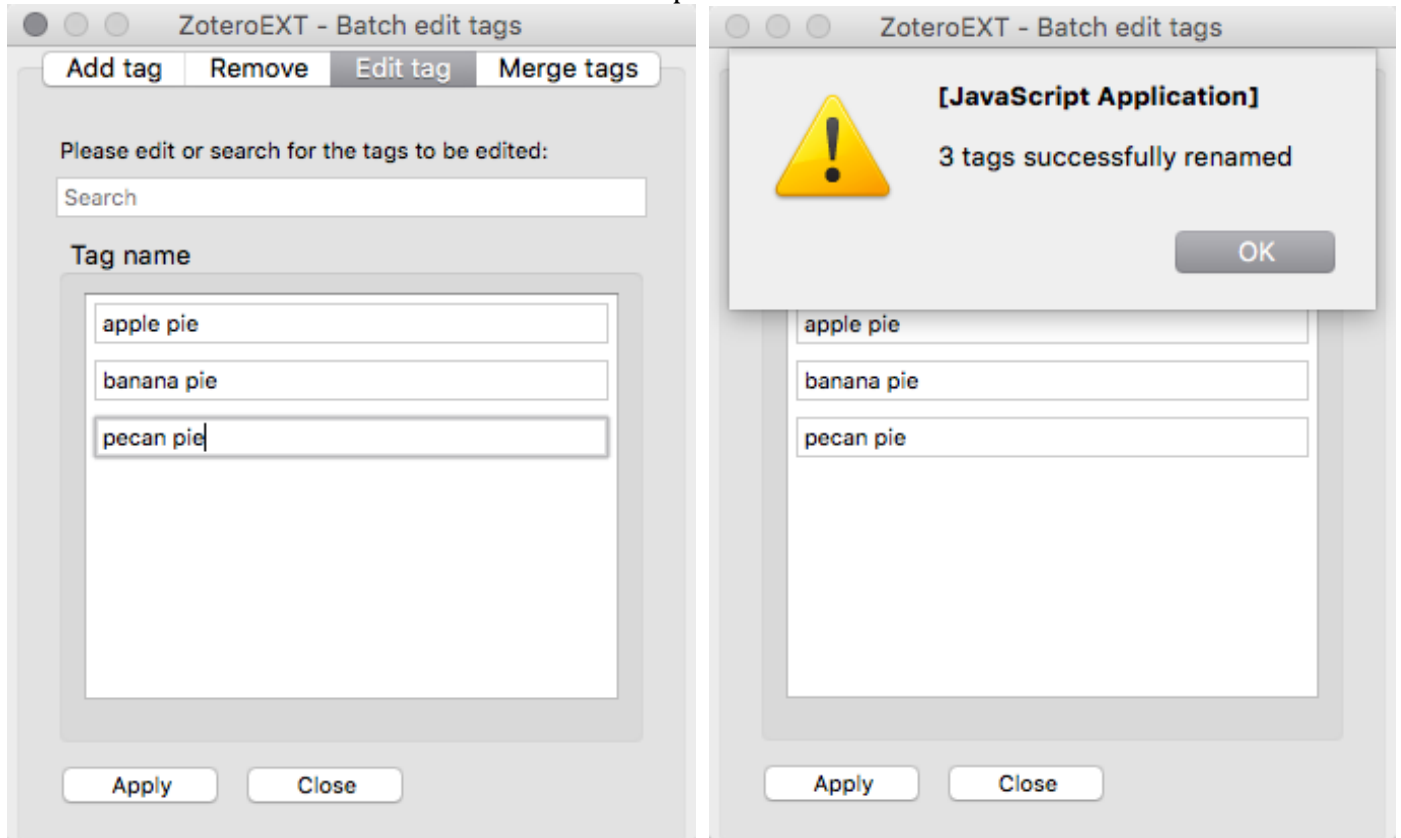 ZoteroEXT - Batch edit tags
Add tag Remove Edit tag Merge tags
Please edit or search for the tags to be edited:
Search
Tag name
apple pie
banana pie
pecan pie
Apply Close
ZoteroEXT - Batch edit tags
[JavaScript Application]
3 tags successfully renamed
OK
apple pie
banana pie
pecan pie
Apply Close